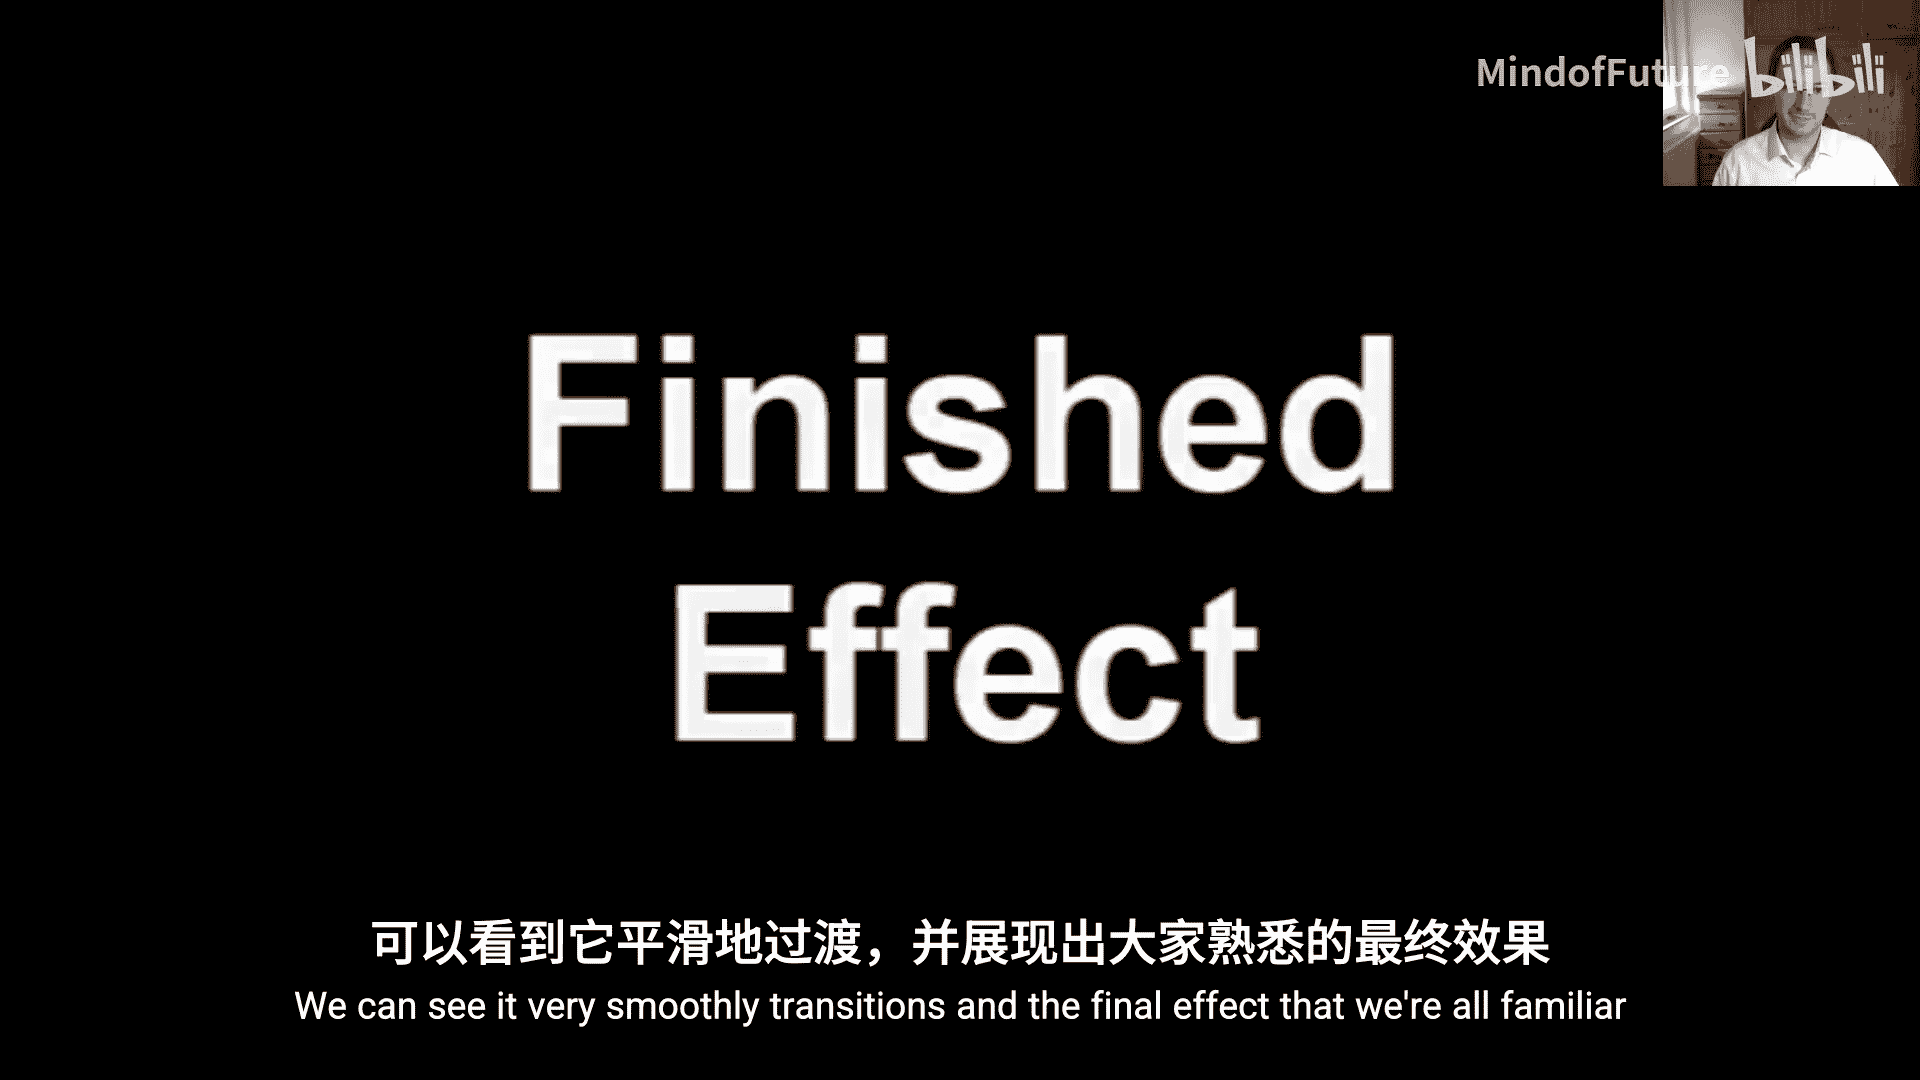 MindofFuture bilibili
Finished
Effect
可以看到它平滑地过渡，并展现出大家熟悉的最终效果
We can see it very smoothly transitions and the final effect that we're all familiar